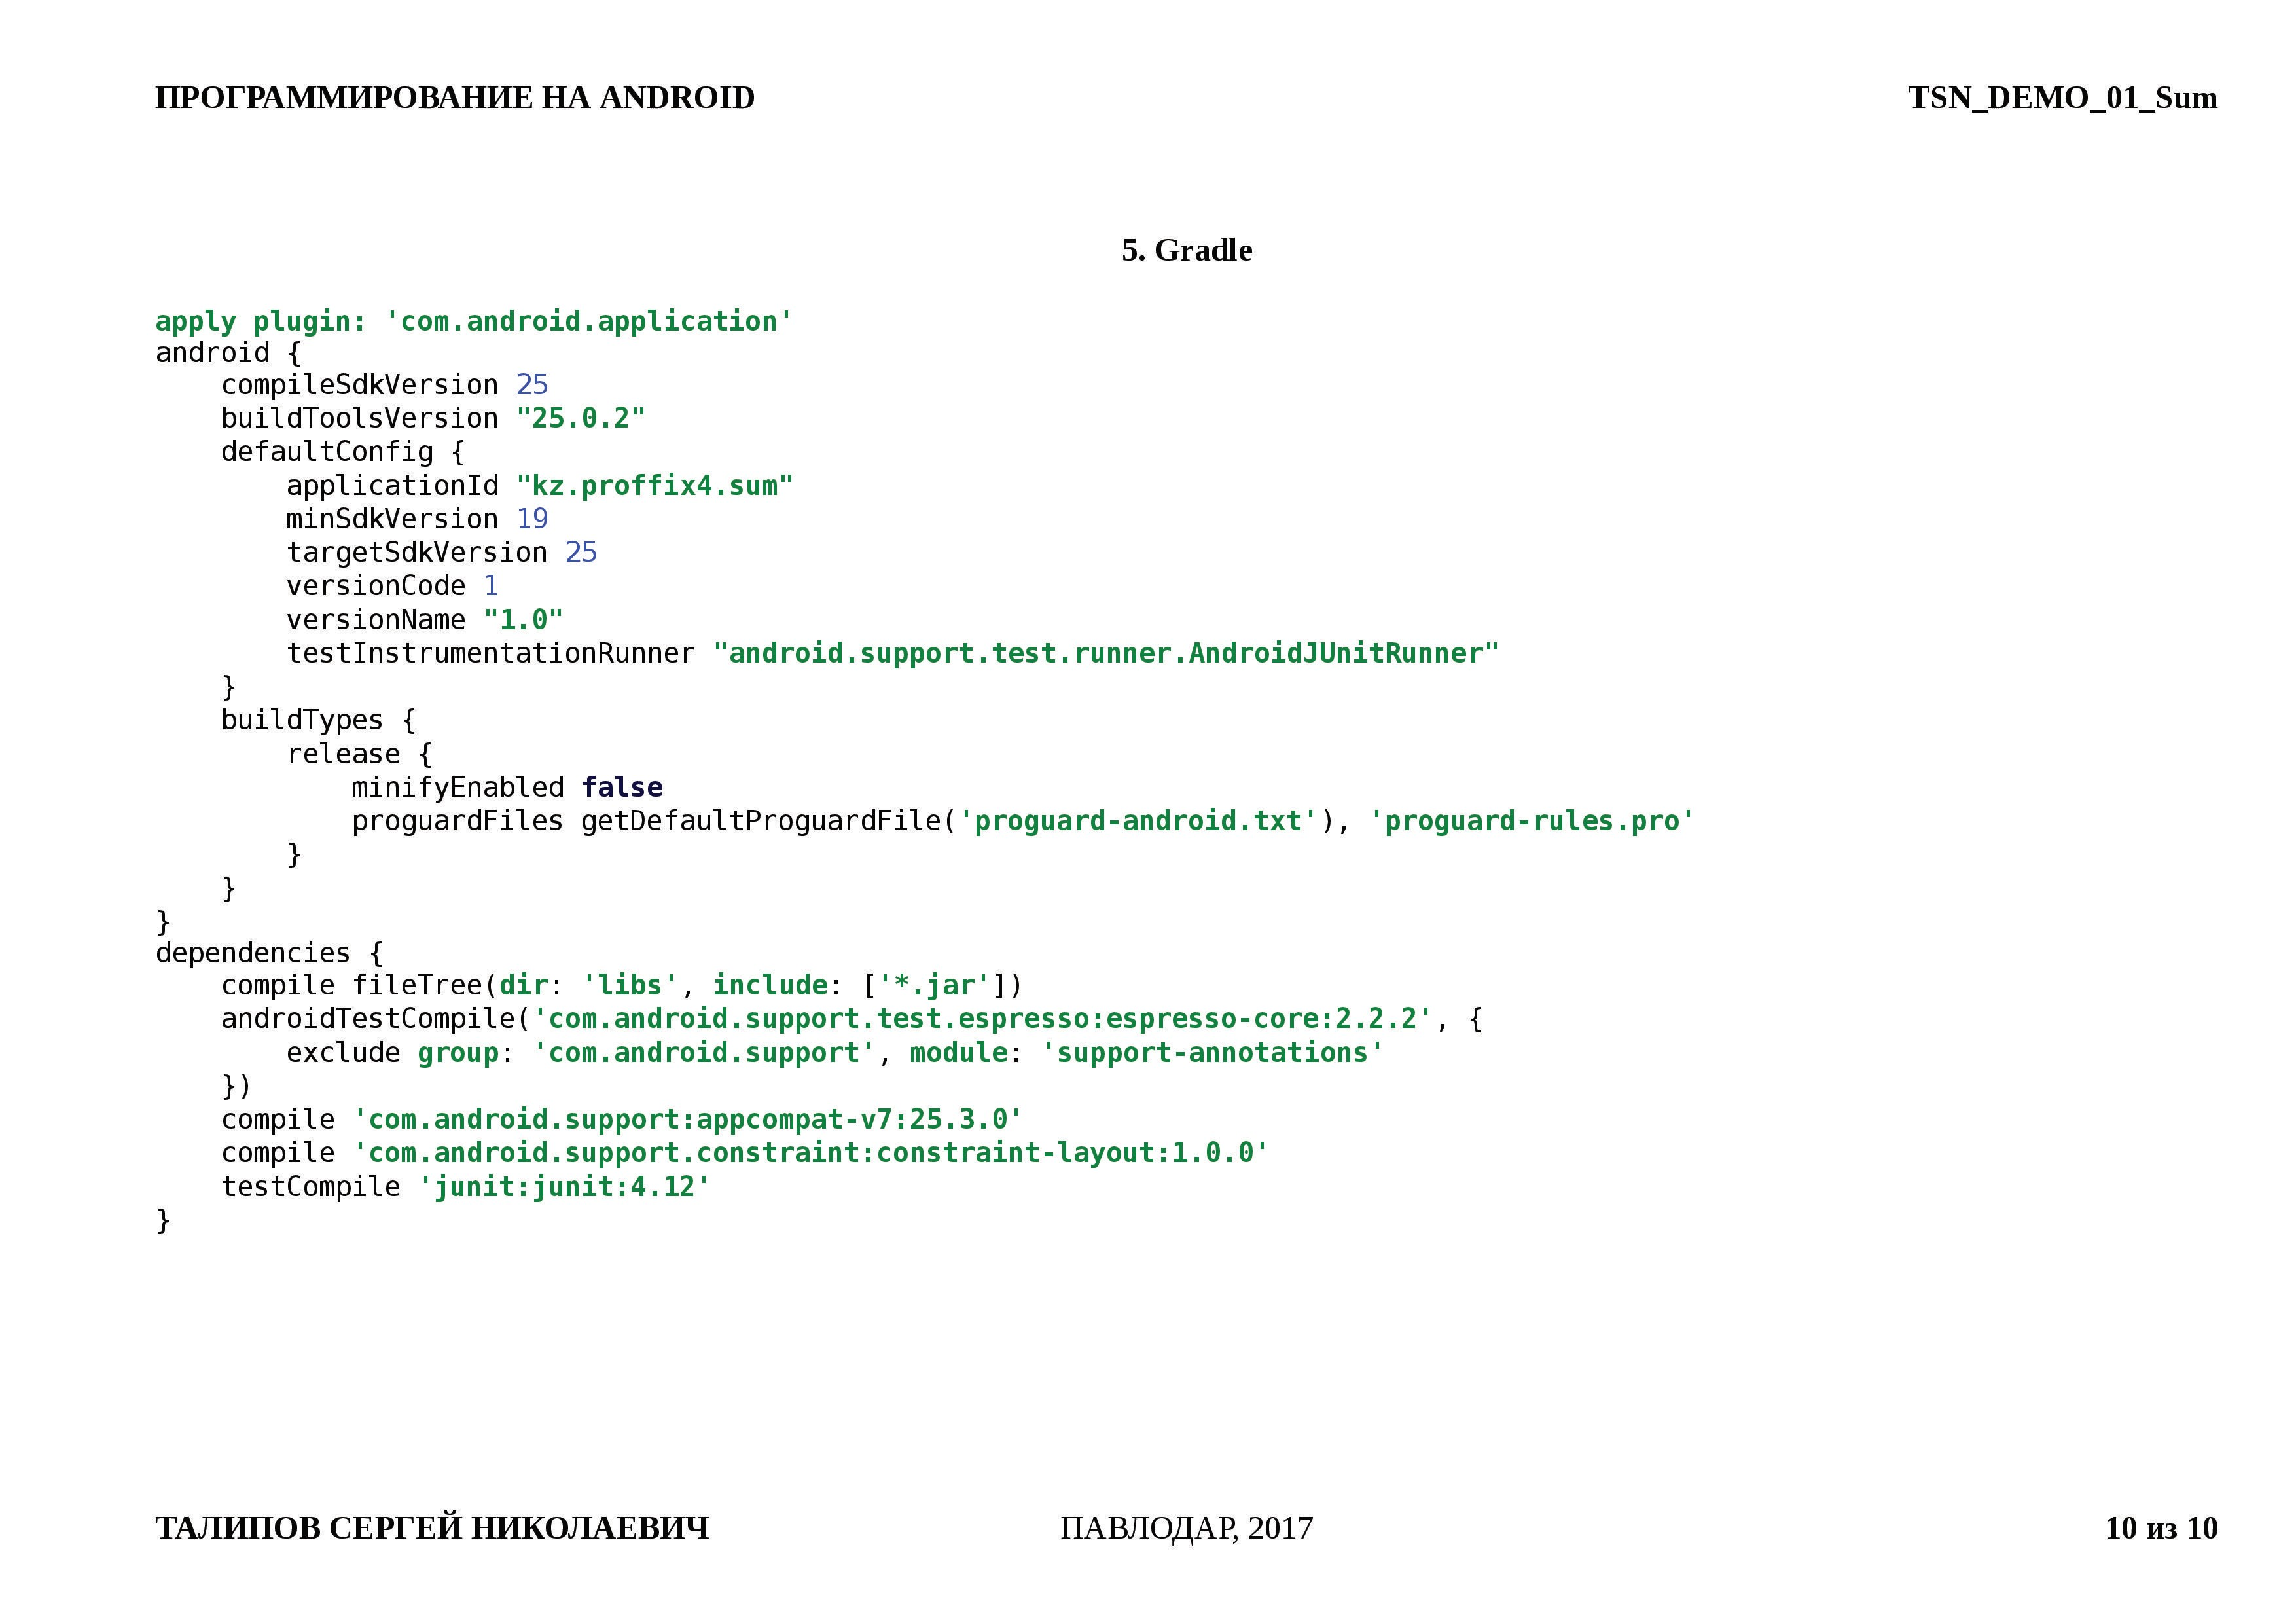 ПРОГРАММИРОВАНИЕ НА ANDROID
TSN_DEMO_01_Sum
5. Gradle
apply plugin: 'com.android.application'
android {
    compileSdkVersion 25
    buildToolsVersion "25.0.2"
    defaultConfig {
        applicationId "kz.proffix4.sum"
        minSdkVersion 19
        targetSdkVersion 25
        versionCode 1
        versionName "1.0"
        testInstrumentationRunner "android.support.test.runner.AndroidJUnitRunner"
    }
    buildTypes {
        release {
            minifyEnabled false
            proguardFiles getDefaultProguardFile('proguard-android.txt'), 'proguard-rules.pro'
        }
    }
}
dependencies {
    compile fileTree(dir: 'libs', include: ['*.jar'])
    androidTestCompile('com.android.support.test.espresso:espresso-core:2.2.2', {
        exclude group: 'com.android.support', module: 'support-annotations'
    })
    compile 'com.android.support:appcompat-v7:25.3.0'
    compile 'com.android.support.constraint:constraint-layout:1.0.0'
    testCompile 'junit:junit:4.12'
}
ТАЛИПОВ СЕРГЕЙ НИКОЛАЕВИЧ
ПАВЛОДАР, 2017
10 из 10